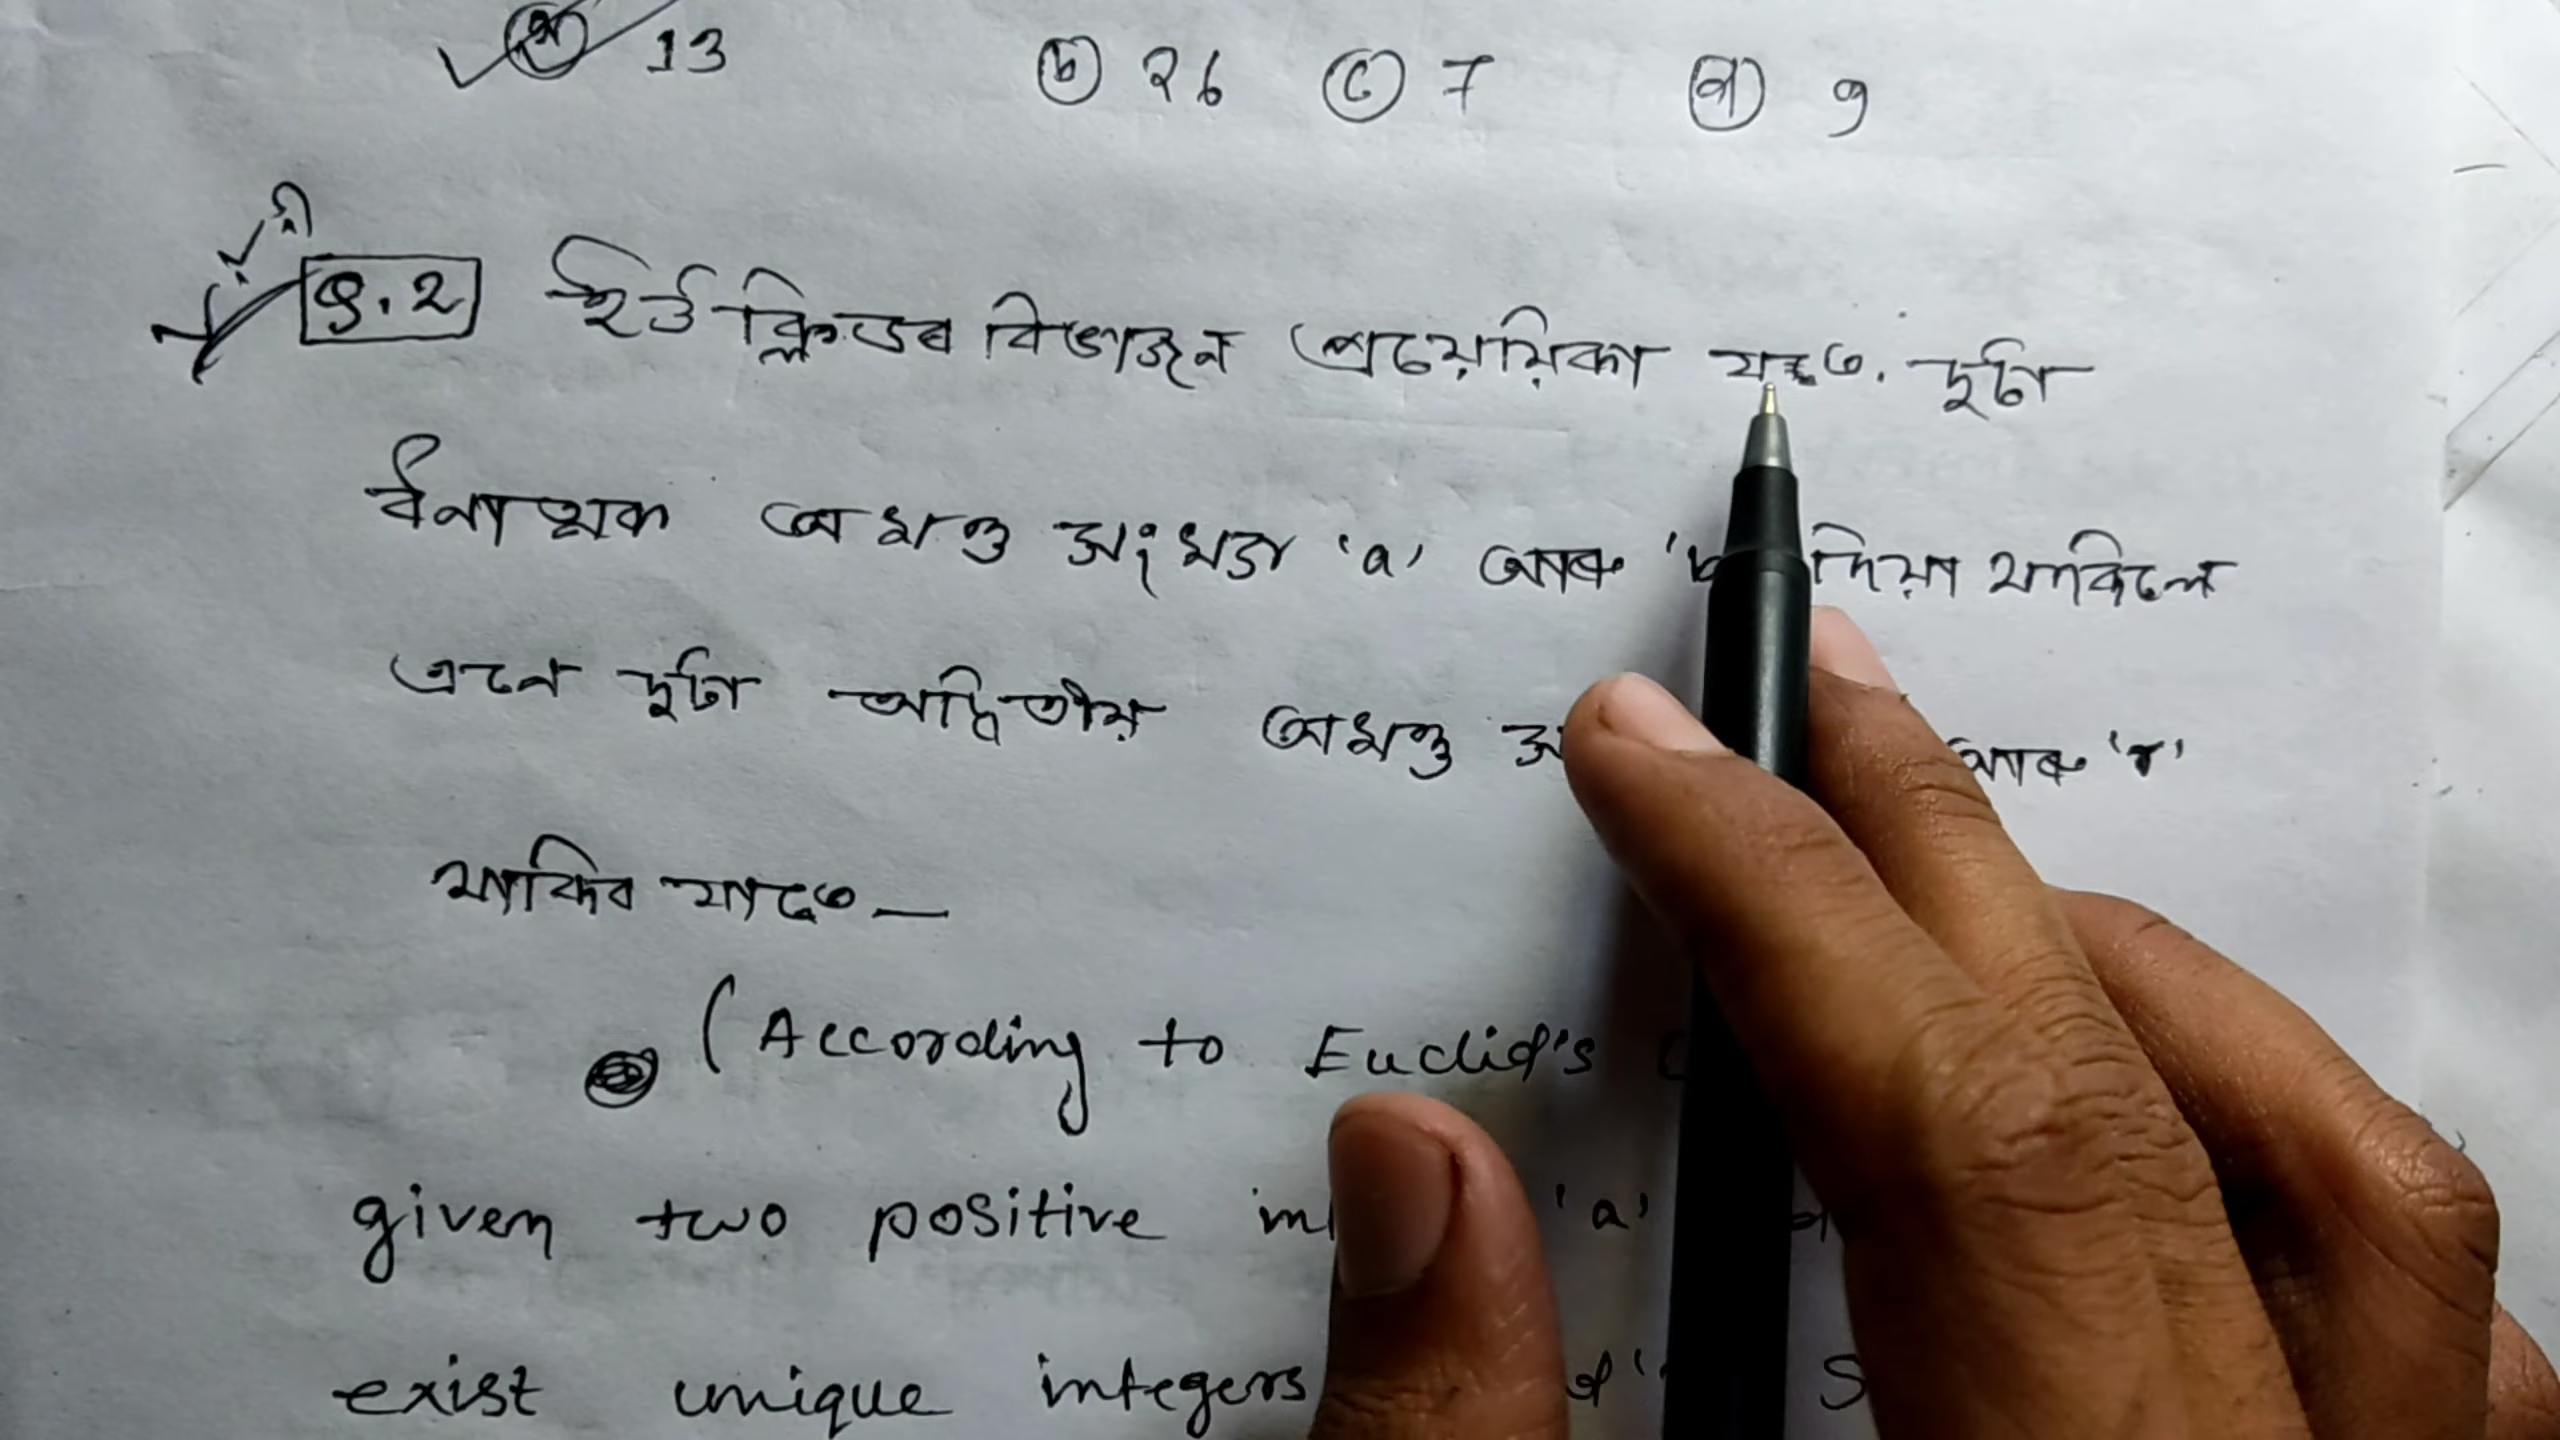 (a) 13 (b) 26 (c) 7 (d) 9
Q.2 ইউক্লিডৰ বিভাজন প্ৰমেয়িকা মতে. দুটা
ধনাত্মক অখণ্ড সংখ্যা 'a' আৰু 'b' দিয়া থাকিলে
এনে দুটা অদ্বিতীয় অখণ্ড আৰু 'r'
থাকিব যাতে —
(According to Euclid's
given two positive 'a'
exist unique integers